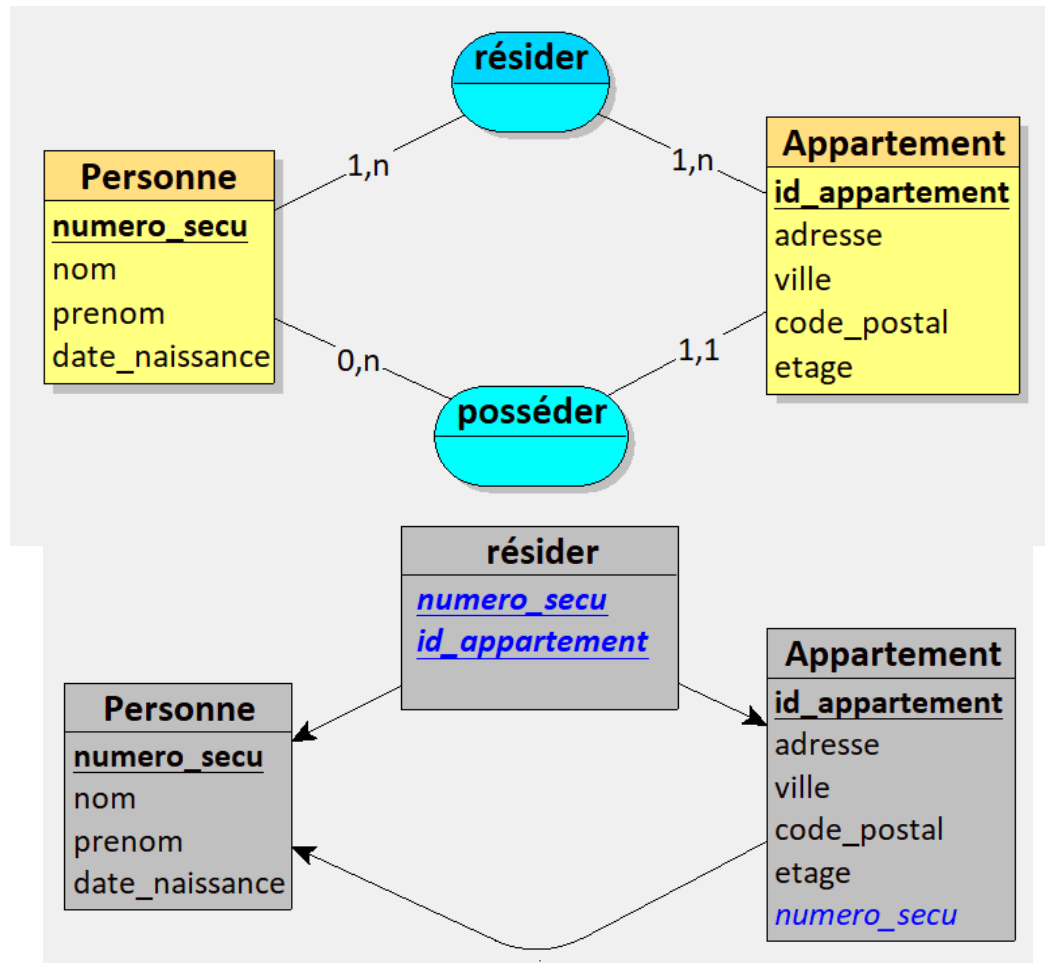 résider
Personne
numero_secu
nom
prenom
date_naissance
1,n
1,n
Appartement
id_appartement
adresse
ville
code_postal
etage
0,n
1,1
posséder
résider
numero_secu
id_appartement
Personne
numero_secu
nom
prenom
date_naissance
Appartement
id_appartement
adresse
ville
code_postal
etage
numero_secu